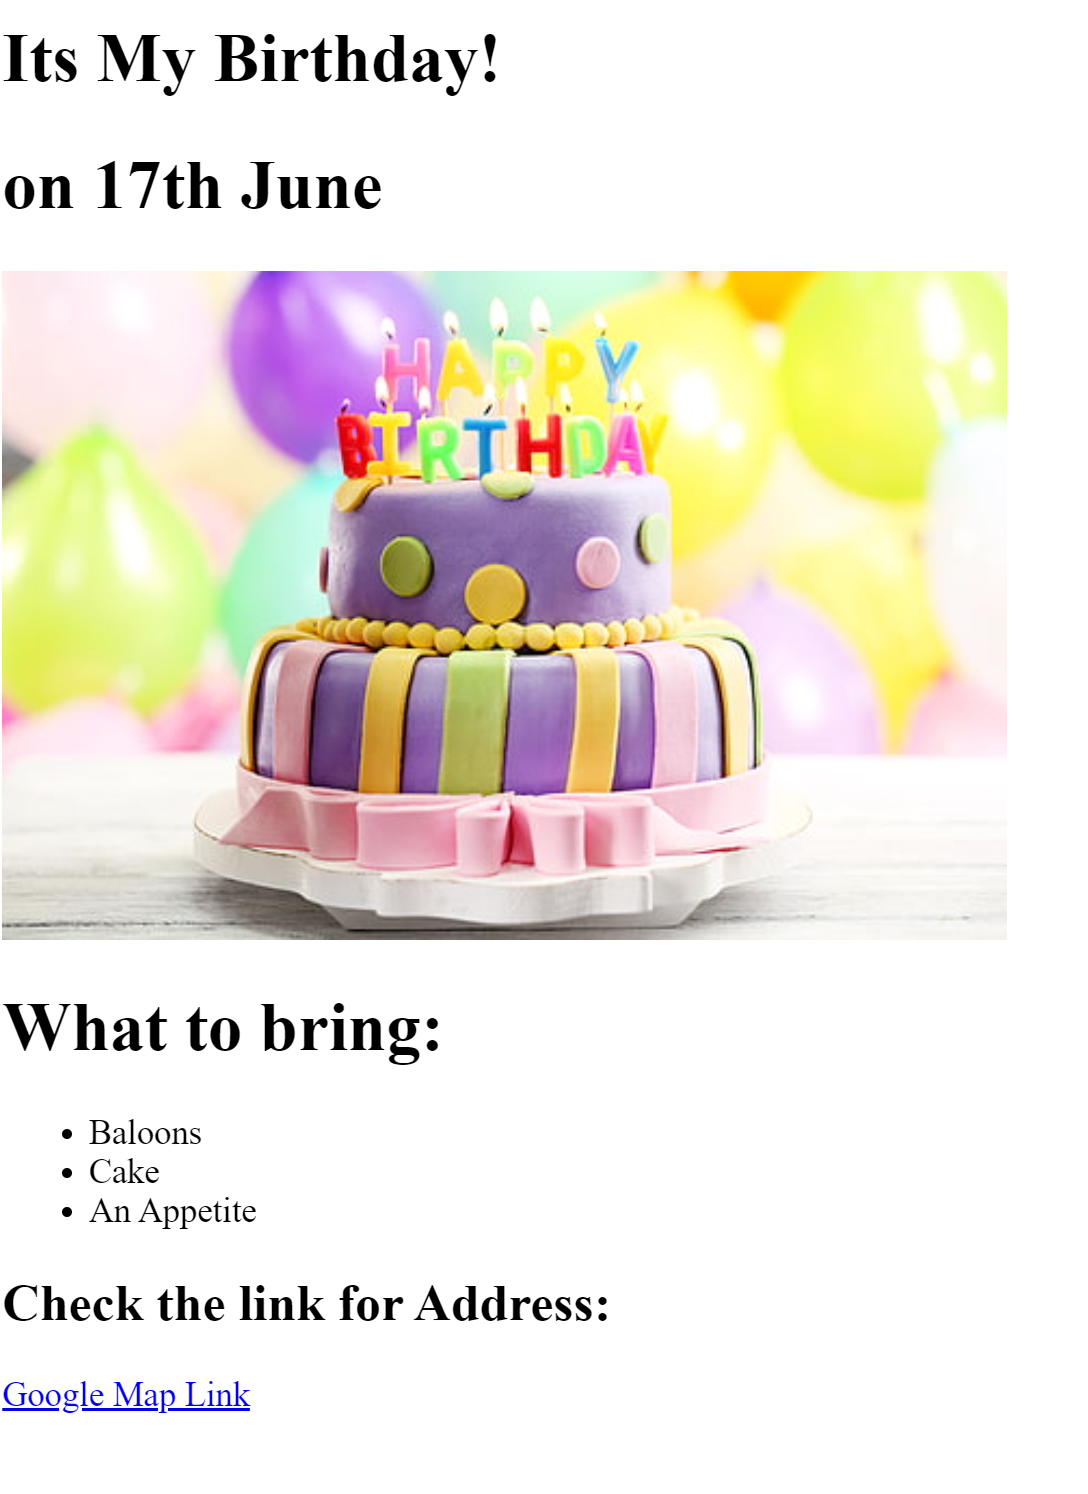 Its My Birthday!
on 17th June
HAPPY
BIRTHDAY
What to bring:
Baloons
Cake
An Appetite
Check the link for Address:
Google Map Link